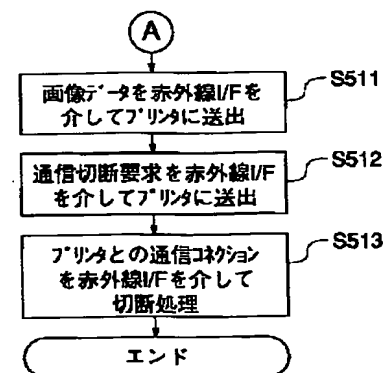 A
画像ﾃﾞｰﾀを赤外線I/Fを
介してﾌﾟﾘﾝﾀに送出
S511
通信切断要求を赤外線I/F
を介してﾌﾟﾘﾝﾀに送出
S512
ﾌﾟﾘﾝﾀとの通信ｺﾈｸｼｮﾝ
を赤外線I/Fを介して
切断処理
S513
エンド